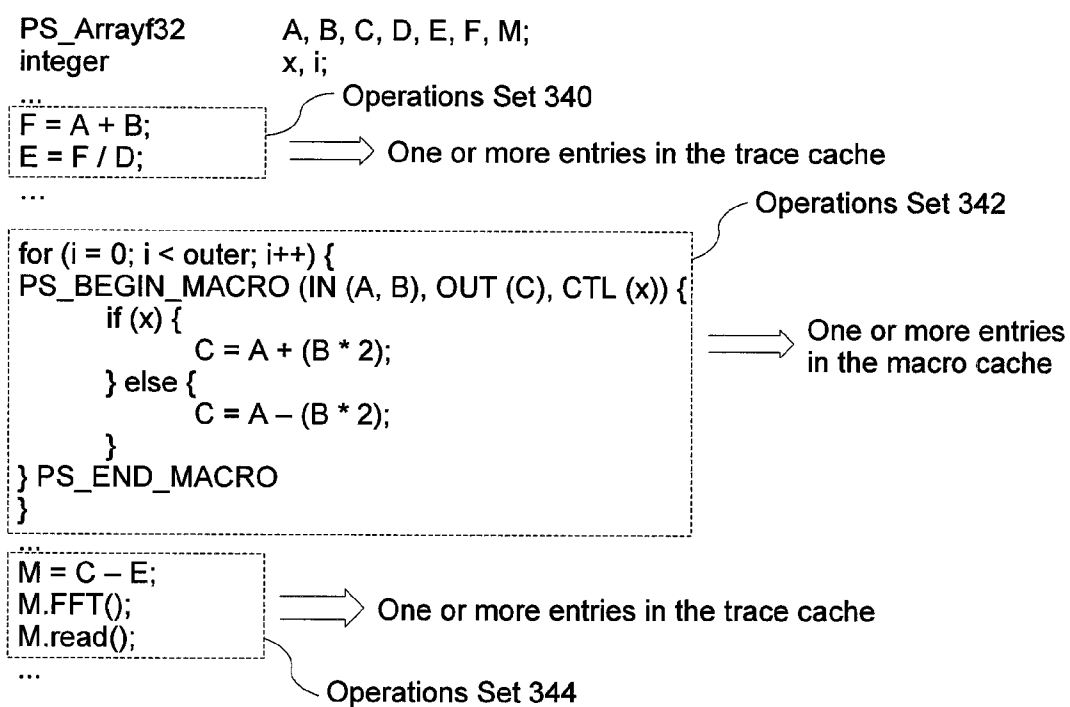 PS_Arrayf32 A, B, C, D, E, F, M;
integer x, i;
...
Operations Set 340
F = A + B;
E = F / D;
One or more entries in the trace cache
...
Operations Set 342
for (i = 0; i < outer; i++) {
PS_BEGIN_MACRO (IN (A, B), OUT (C), CTL (x)) {
if (x) {
C = A + (B * 2);
} else {
C = A – (B * 2);
}
} PS_END_MACRO
}
One or more entries
in the macro cache
...
M = C – E;
M.FFT();
M.read();
One or more entries in the trace cache
...
Operations Set 344